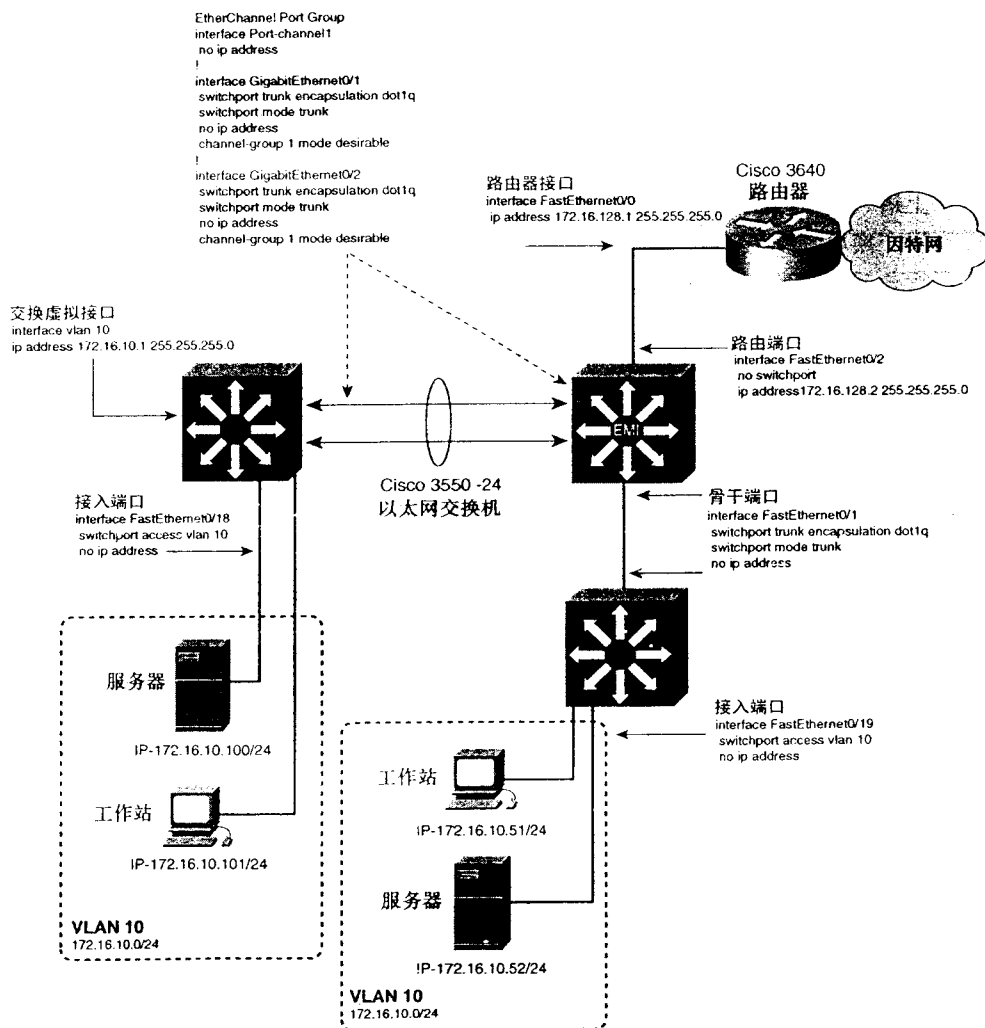 EtherChannel Port Group
interface Port-channel1
no ip address
!
interface GigabitEthernet0/1
switchport trunk encapsulation dot1q
switchport mode trunk
no ip address
channel-group 1 mode desirable
!
interface GigabitEthernet0/2
switchport trunk encapsulation dot1q
switchport mode trunk
no ip address
channel-group 1 mode desirable
路由器接口
interface FastEthernet0/0
ip address 172.16.128.1 255.255.255.0
Cisco 3640
路由器
因特网
交换虚拟接口
interface vlan 10
ip address 172.16.10.1 255.255.255.0
路由端口
interface FastEthernet0/2
no switchport
ip address172.16.128.2 255.255.255.0
EMI
Cisco 3550 -24
以太网交换机
接入端口
interface FastEthernet0/18
switchport access vlan 10
no ip address
骨干端口
interface FastEthernet0/1
switchport trunk encapsulation dot1q
switchport mode trunk
no ip address
服务器
IP-172.16.10.100/24
工作站
IP-172.16.10.101/24
VLAN 10
172.16.10.0/24
接入端口
interface FastEthernet0/19
switchport access vlan 10
no ip address
工作站
IP-172.16.10.51/24
服务器
IP-172.16.10.52/24
VLAN 10
172.16.10.0/24